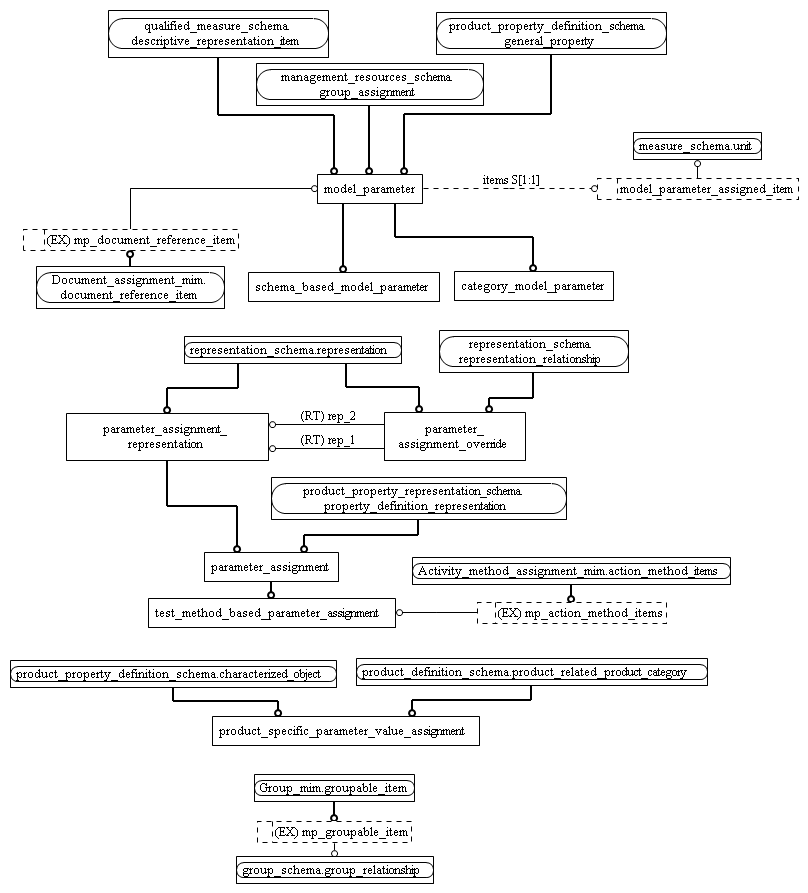 qualified_measure_schema.
descriptive_representation_item
product_property_definition_schema.
general_property
management_resources_schema.
group_assignment
measure_schema.unit
model_parameter
items S[1:1]
model_parameter_assigned_item
(EX) mp_document_reference_item
Document_assignment_mim.
document_reference_item
schema_based_model_parameter
category_model_parameter
representation_schema.representation
representation_schema.
representation_relationship
parameter_assignment_
representation
(RT) rep_2
(RT) rep_1
parameter_
assignment_override
product_property_representation_schema.
property_definition_representation
parameter_assignment
Activity_method_assignment_mim.action_method_items
test_method_based_parameter_assignment
(EX) mp_action_method_items
product_property_definition_schema.characterized_object
product_definition_schema.product_related_product_category
product_specific_parameter_value_assignment
Group_mim.groupable_item
(EX) mp_groupable_item
group_schema.group_relationship